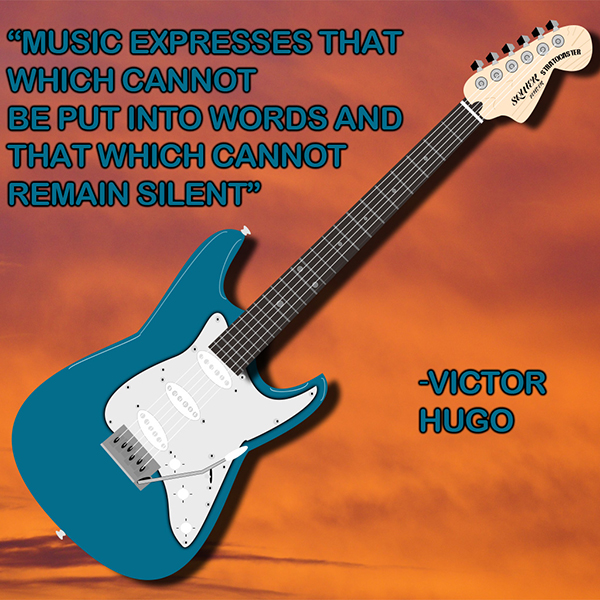 “MUSIC EXPRESSES THAT
WHICH CANNOT
BE PUT INTO WORDS AND
THAT WHICH CANNOT
REMAIN SILENT”
SQUIER
STRATOCASTER
-VICTOR
HUGO